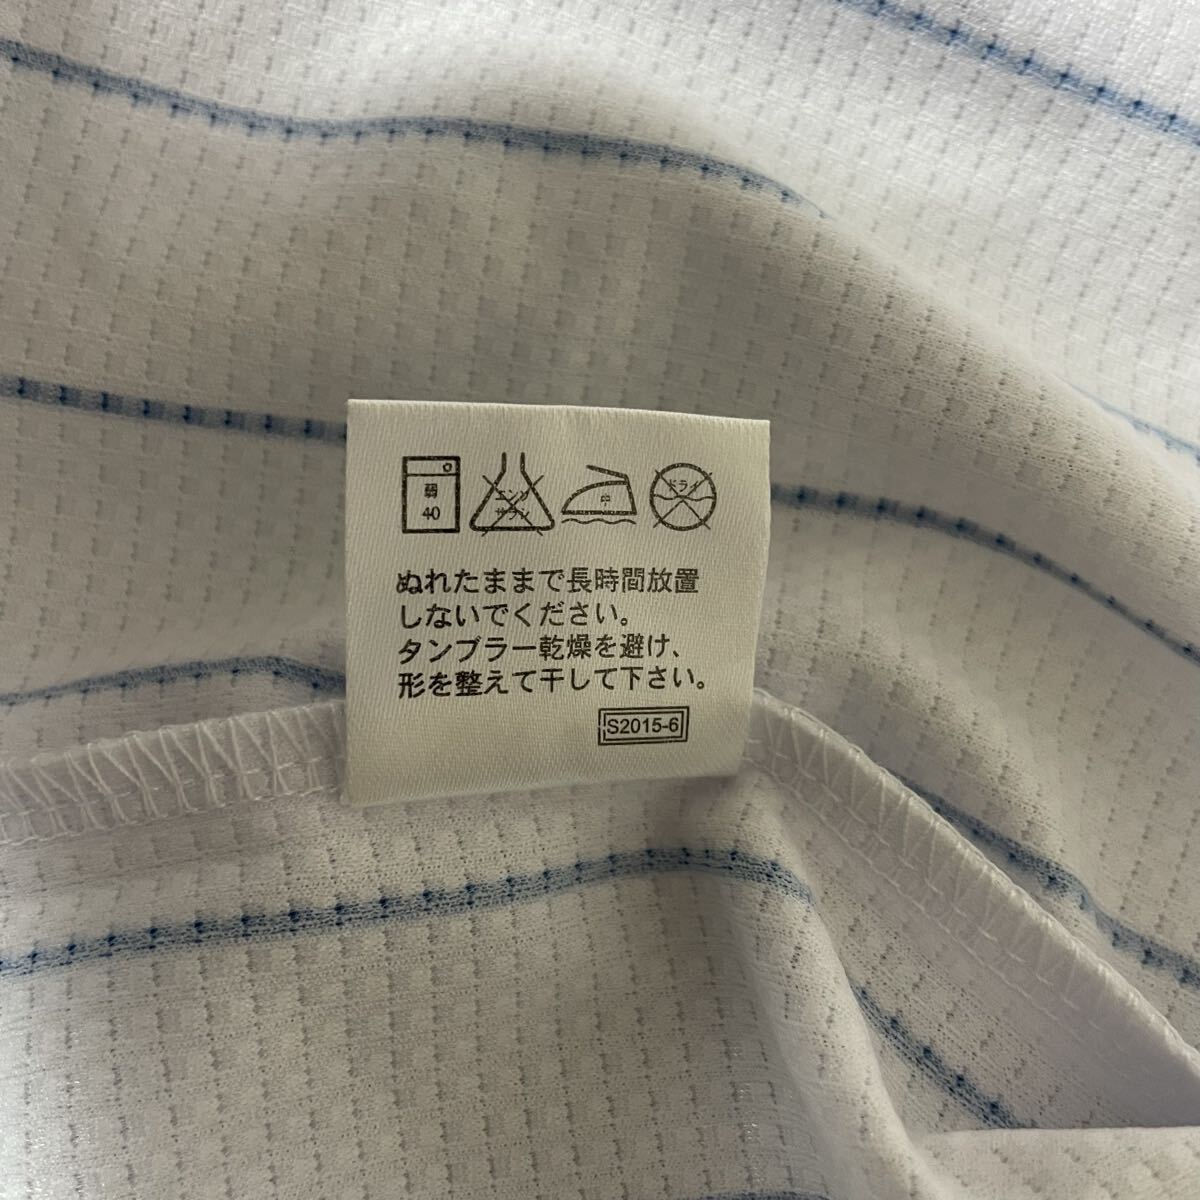 弱
40
エンソ
サラシ
中
ドライ
ぬれたままで長時間放置
しないでください。
タンブラー乾燥を避け、
形を整えて干して下さい。
S2015-6